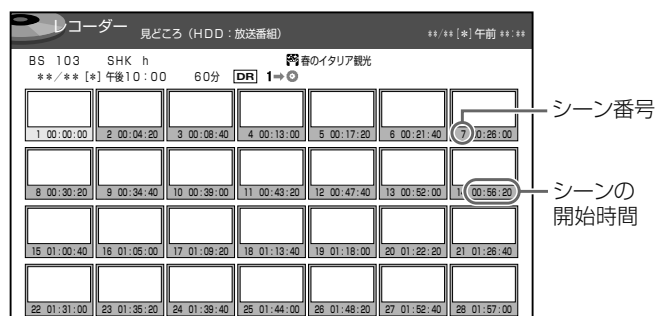 レコーダー 見どころ（HDD：放送番組） **/** [*] 午前 **:**
BS 103 SHK h 春のイタリア観光
**/** [*] 午後10：00 60分 DR 1➡
1 00:00:00 2 00:04:20 3 00:08:40 4 00:13:00 5 00:17:20 6 00:21:40 7 0:26:00
シーン番号
8 00:30:20 9 00:34:40 10 00:39:00 11 00:43:20 12 00:47:40 13 00:52:00 14 00:56:20
シーンの
開始時間
15 01:00:40 16 01:05:00 17 01:09:20 18 01:13:40 19 01:18:00 20 01:22:20 21 01:26:40
22 01:31:00 23 01:35:20 24 01:39:40 25 01:44:00 26 01:48:20 27 01:52:40 28 01:57:00